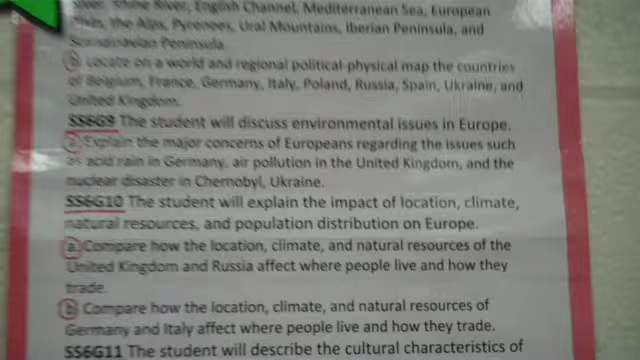 River, Rhine River, English Channel, Mediterranean Sea, European
Plain, the Alps, Pyrenees, Ural Mountains, Iberian Peninsula, and
Scandinavian Peninsula.
b. Locate on a world and regional political-physical map the countries
of Belgium, France, Germany, Italy, Poland, Russia, Spain, Ukraine, and
United Kingdom.
SS6G9 The student will discuss environmental issues in Europe.
a. Explain the major concerns of Europeans regarding the issues such
as acid rain in Germany, air pollution in the United Kingdom, and the
nuclear disaster in Chernobyl, Ukraine.
SS6G10 The student will explain the impact of location, climate,
natural resources, and population distribution on Europe.
a. Compare how the location, climate, and natural resources of the
United Kingdom and Russia affect where people live and how they
trade.
b. Compare how the location, climate, and natural resources of
Germany and Italy affect where people live and how they trade.
SS6G11 The student will describe the cultural characteristics of